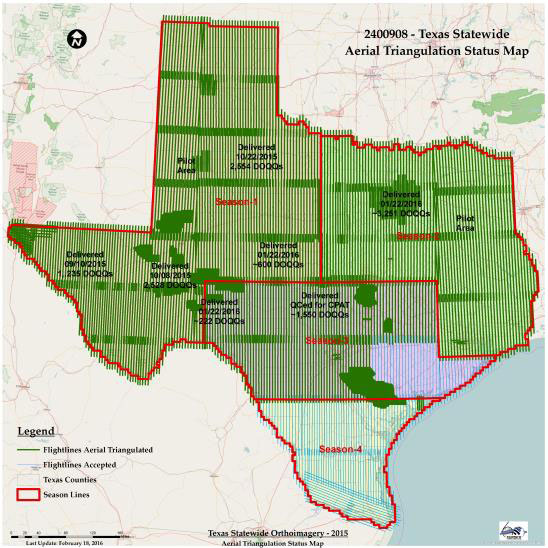 2400908 - Texas Statewide
Aerial Triangulation Status Map
N
Delivered
10/22/2015
2,554 DOQQs
Pilot
Area
Season-1
Delivered
01/22/2016
~3,251 DOQQs
Pilot
Area
Season-2
Delivered
09/10/2015
1,235 DOQQs
Delivered
10/08/2015
2,528 DOQQs
Delivered
01/22/2016
~600 DOQQs
Delivered
01/22/2016
~222 DOQQs
Delivered
QCed for CPAT
~1,550 DOQQs
Season-3
Season-4
Legend
Flightlines Aerial Triangulated
Flightlines Accepted
Texas Counties
Season Lines
Last Update: February 18, 2016
Texas Statewide Orthoimagery - 2015
Aerial Triangulation Status Map